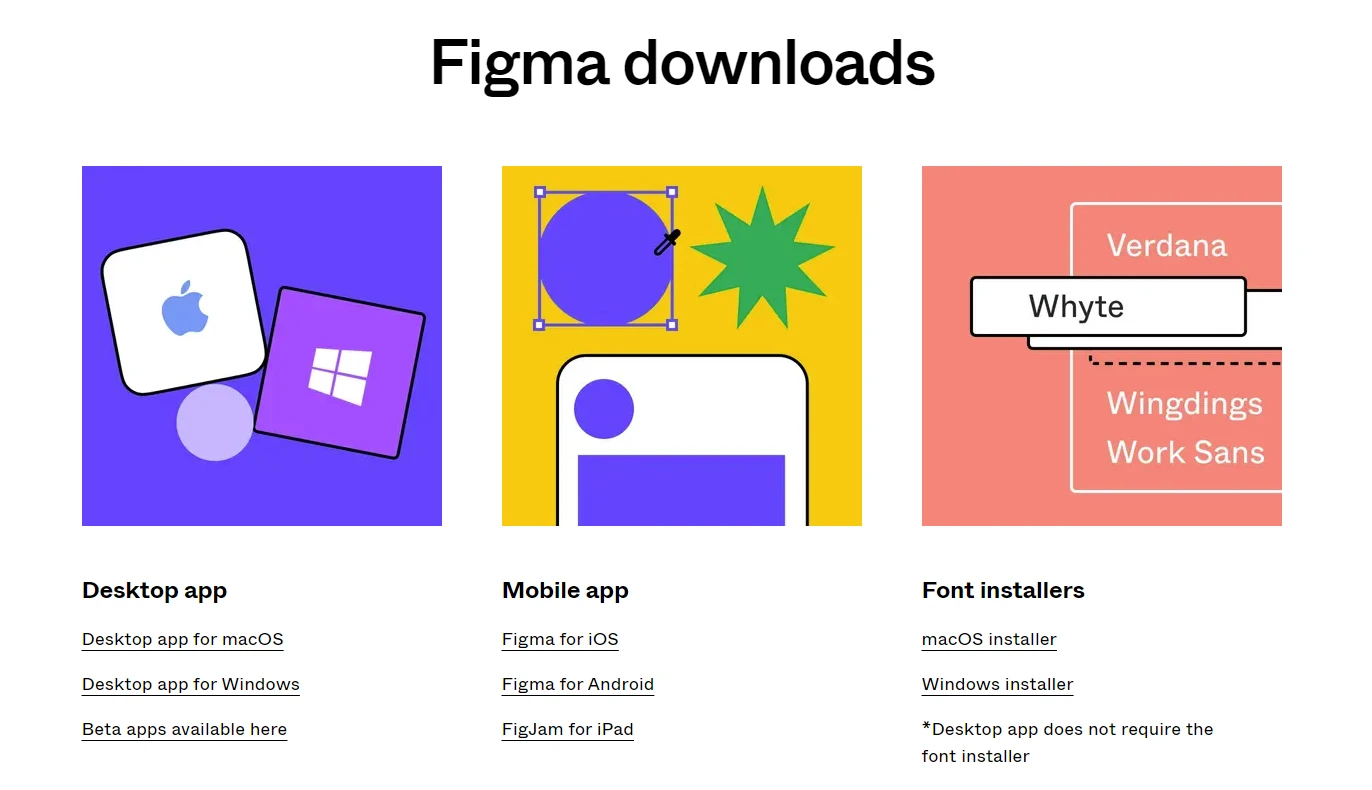 Figma downloads
Verdana
Whyte
Wingdings
Work Sans
Desktop app
Desktop app for macOS
Desktop app for Windows
Beta apps available here
Mobile app
Figma for iOS
Figma for Android
FigJam for iPad
Font installers
macOS installer
Windows installer
*Desktop app does not require the
font installer